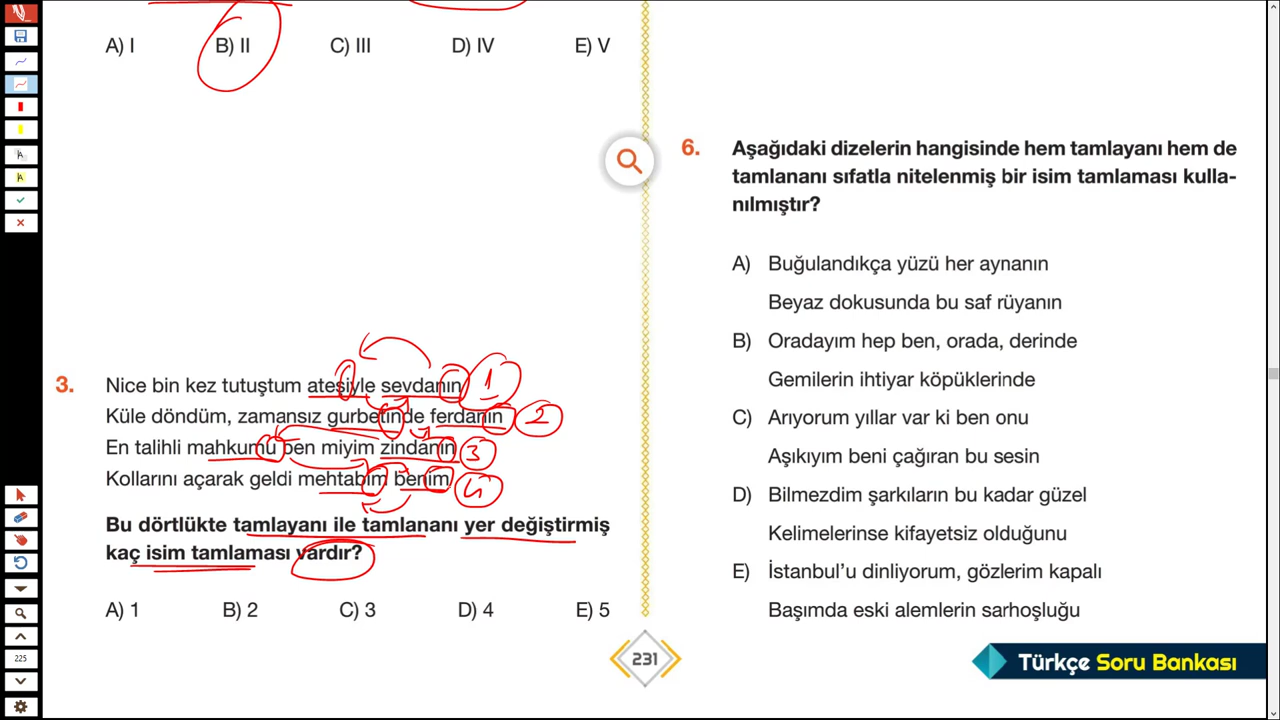 A) I B) II C) III D) IV E) V
3. Nice bin kez tutuştum ateşiyle sevdanın 1
Küle döndüm, zamansız gurbetinde ferdanın 2
En talihli mahkumu ben miyim zindanın 3
Kollarını açarak geldi mehtabım benim 4
Bu dörtlükte tamlayanı ile tamlananı yer değiştirmiş
kaç isim tamlaması vardır?
A) 1 B) 2 C) 3 D) 4 E) 5
6. Aşağıdaki dizelerin hangisinde hem tamlayanı hem de
tamlananı sıfatla nitelenmiş bir isim tamlaması kulla-
nılmıştır?
A) Buğulandıkça yüzü her aynanın
Beyaz dokusunda bu saf rüyanın
B) Oradayım hep ben, orada, derinde
Gemilerin ihtiyar köpüklerinde
C) Arıyorum yıllar var ki ben onu
Aşıkıyım beni çağıran bu sesin
D) Bilmezdim şarkıların bu kadar güzel
Kelimelerinse kifayetsiz olduğunu
E) İstanbul'u dinliyorum, gözlerim kapalı
Başımda eski alemlerin sarhoşluğu
231
Türkçe Soru Bankası
A
A
225